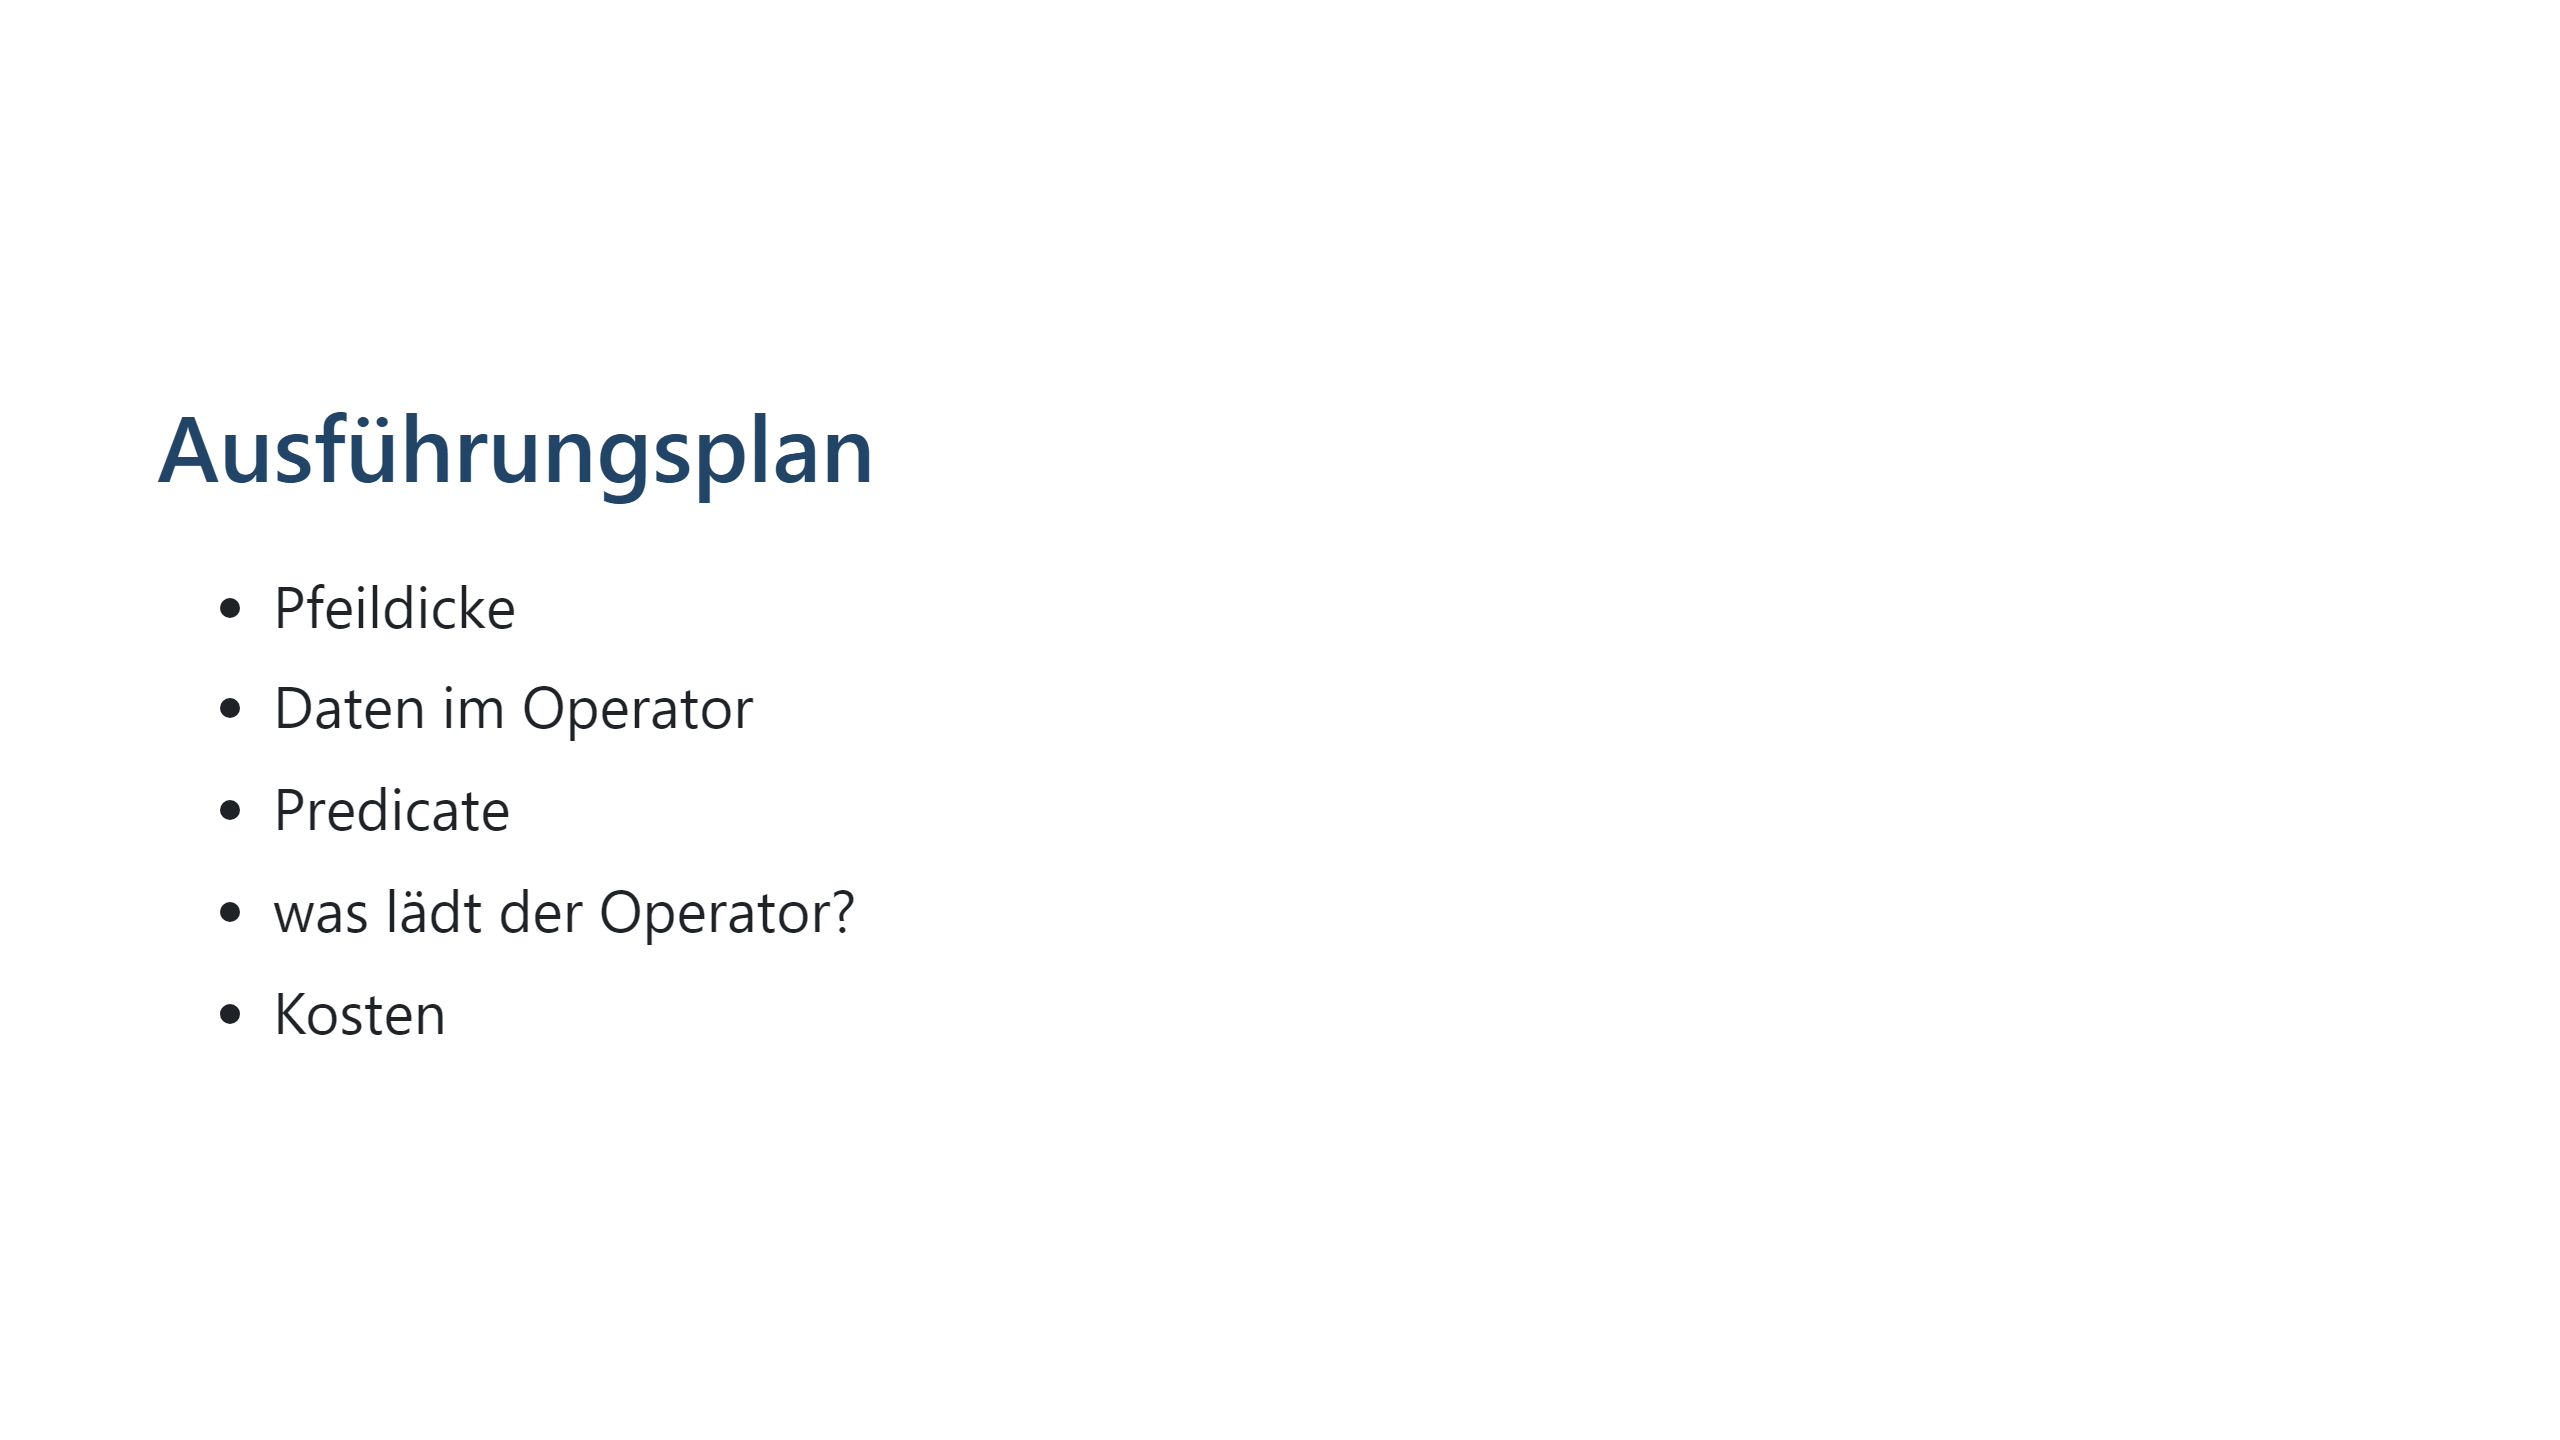 Ausführungsplan
Pfeildicke
Daten im Operator
Predicate
was lädt der Operator?
Kosten